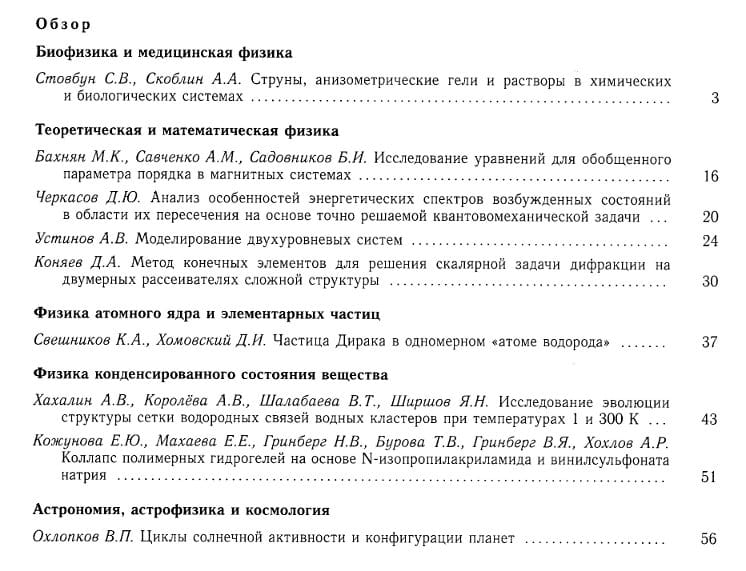 Обзор
Биофизика и медицинская физика
Стовбун С.В., Скоблин А.А. Струны, анизометрические гели и растворы в химических
и биологических системах ........................................................ 3
Теоретическая и математическая физика
Бахнян М.К., Савченко А.М., Садовников Б.И. Исследование уравнений для обобщенного
параметра порядка в магнитных системах ........................................... 16
Черкасов Д.Ю. Анализ особенностей энергетических спектров возбужденных состояний
в области их пересечения на основе точно решаемой квантовомеханической задачи ... 20
Устинов А.В. Моделирование двухуровневых систем ...................................... 24
Коняев Д.А. Метод конечных элементов для решения скалярной задачи дифракции на
двумерных рассеивателях сложной структуры ......................................... 30
Физика атомного ядра и элементарных частиц
Свешников К.А., Хомовский Д.И. Частица Дирака в одномерном «атоме водорода» ....... 37
Физика конденсированного состояния вещества
Хахалин А.В., Королёва А.В., Шалабаева В.Т., Ширшов Я.Н. Исследование эволюции
структуры сетки водородных связей водных кластеров при температурах 1 и 300 К ... 43
Кожунова Е.Ю., Махаева Е.Е., Гринберг Н.В., Бурова Т.В., Гринберг В.Я., Хохлов А.Р.
Коллапс полимерных гидрогелей на основе N-изопропилакриламида и винилсульфоната
натрия .......................................................................... 51
Астрономия, астрофизика и космология
Охлопков В.П. Циклы солнечной активности и конфигурации планет ................... 56